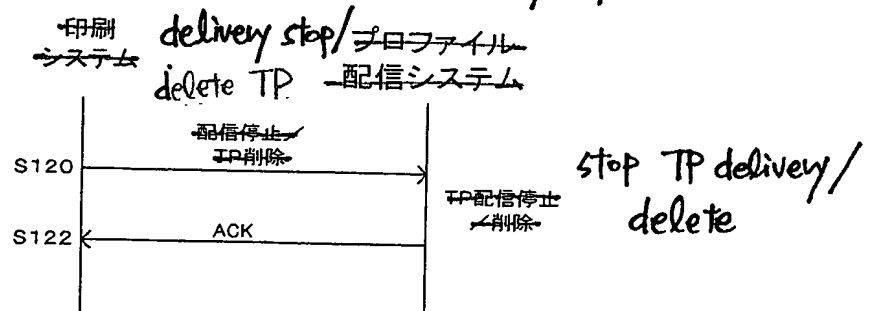 印刷
システム
delivery stop/
delete TP
プロファイル
配信システム
配信停止/
TP削除
S120
stop TP delivery/
delete
TP配信停止
/削除
S122
ACK